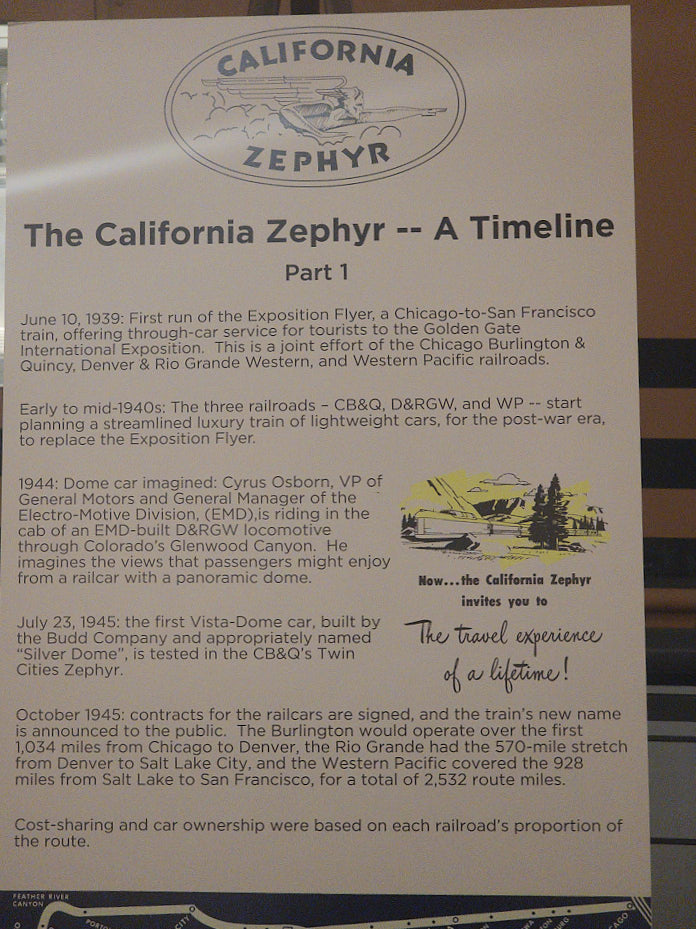 CALIFORNIA
ZEPHYR
The California Zephyr -- A Timeline
Part 1
June 10, 1939: First run of the Exposition Flyer, a Chicago-to-San Francisco
train, offering through-car service for tourists to the Golden Gate
International Exposition.  This is a joint effort of the Chicago Burlington &
Quincy, Denver & Rio Grande Western, and Western Pacific railroads.
Early to mid-1940s: The three railroads – CB&Q, D&RGW, and WP -- start
planning a streamlined luxury train of lightweight cars, for the post-war era,
to replace the Exposition Flyer.
1944: Dome car imagined: Cyrus Osborn, VP of
General Motors and General Manager of the
Electro-Motive Division, (EMD),is riding in the
cab of an EMD-built D&RGW locomotive
through Colorado's Glenwood Canyon.  He
imagines the views that passengers might enjoy
from a railcar with a panoramic dome.
Now...the California Zephyr
invites you to
The travel experience
of a lifetime!
July 23, 1945: the first Vista-Dome car, built by
the Budd Company and appropriately named
“Silver Dome”, is tested in the CB&Q's Twin
Cities Zephyr.
October 1945: contracts for the railcars are signed, and the train's new name
is announced to the public.  The Burlington would operate over the first
1,034 miles from Chicago to Denver, the Rio Grande had the 570-mile stretch
from Denver to Salt Lake City, and the Western Pacific covered the 928
miles from Salt Lake to San Francisco, for a total of 2,532 route miles.
Cost-sharing and car ownership were based on each railroad's proportion of
the route.
FEATHER RIVER
CANYON
CITY
CHICAGO